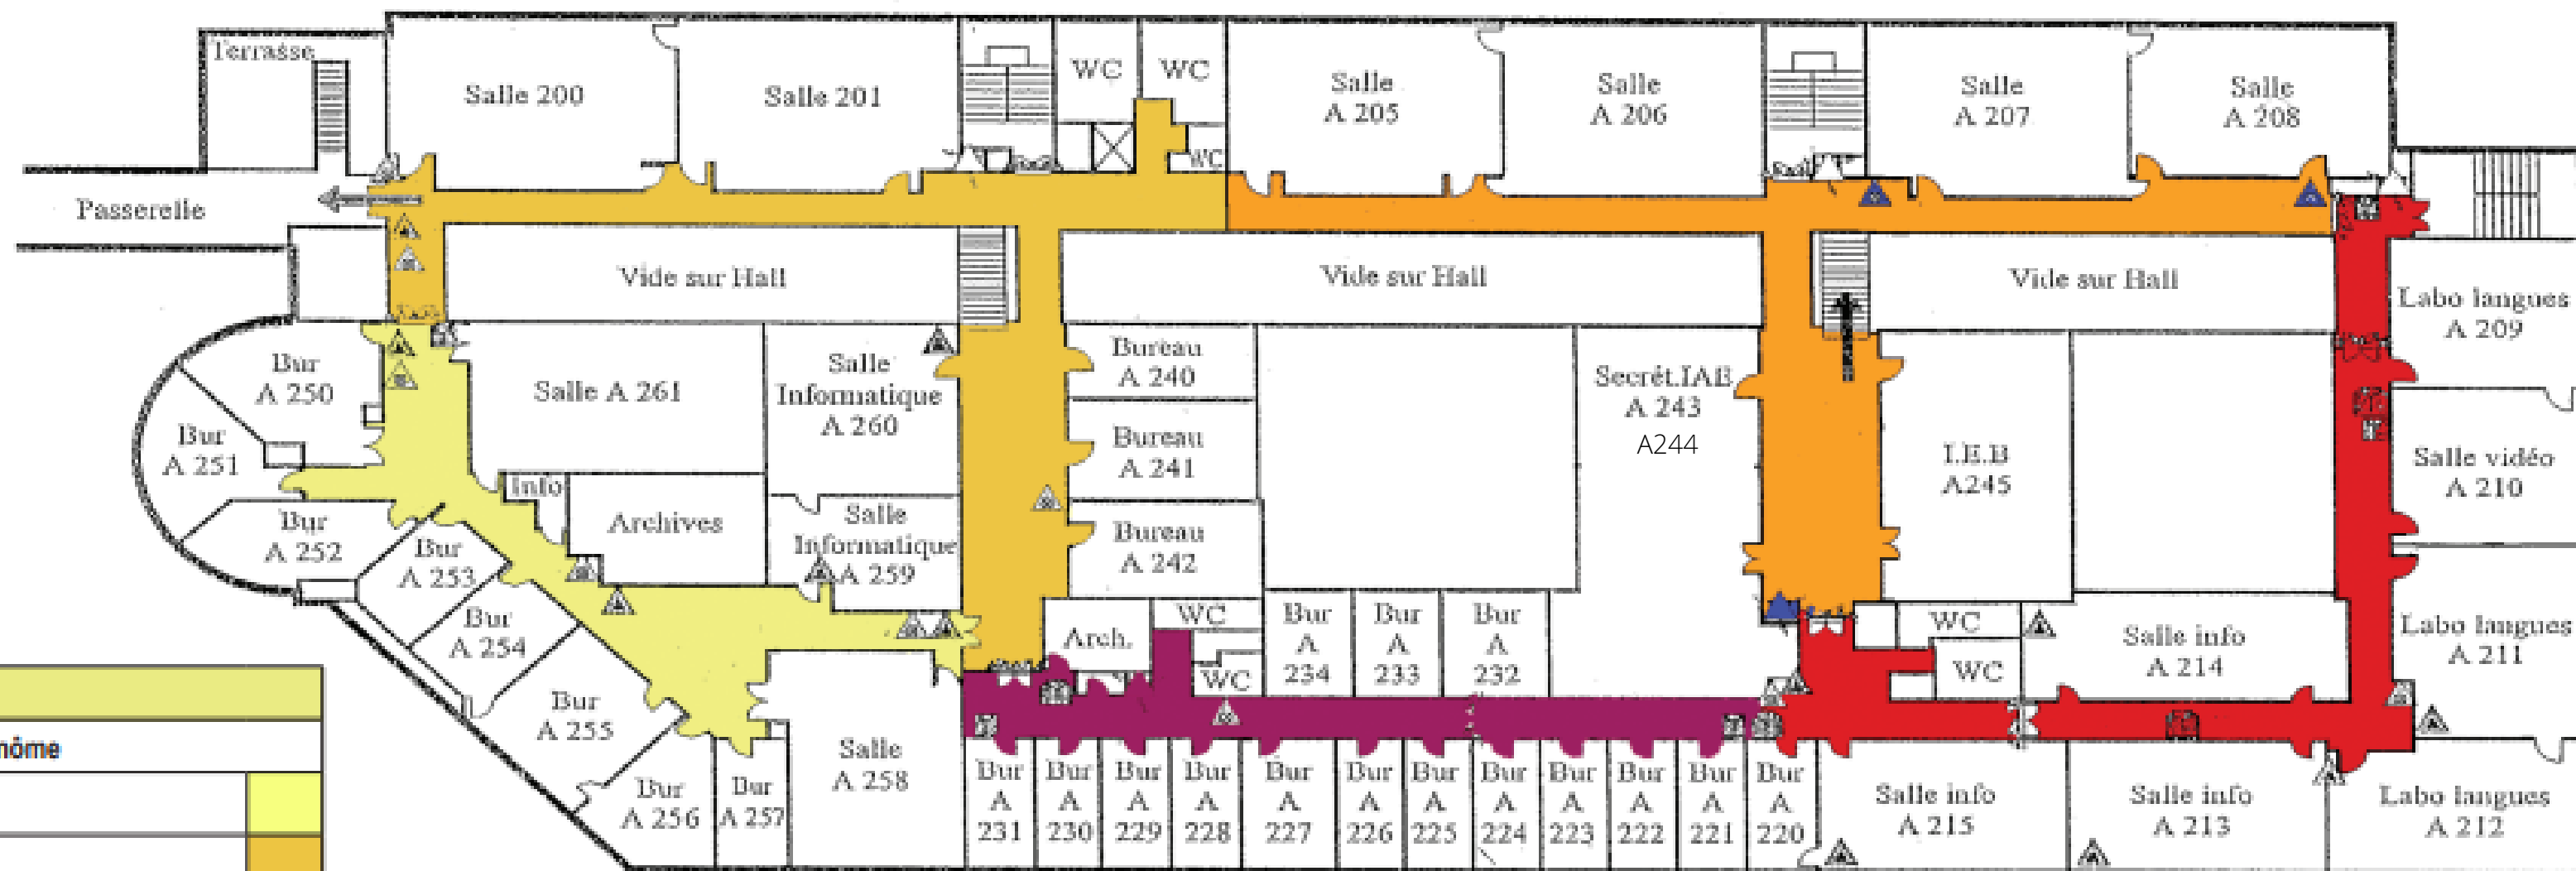 Terrasse
Salle 200
Salle 201
WC
WC
WC
Salle
A 205
Salle
A 206
Salle
A 207
Salle
A 208
Passerelle
Vide sur Hall
Vide sur Hall
Vide sur Hall
Labo langues
A 209
Bur
A 250
Bur
A 251
Bur
A 252
Bur
A 253
Bur
A 254
Bur
A 255
Bur
A 256
Bur
A 257
Salle A 261
Info
Archives
Salle
Informatique
A 260
Salle
Informatique
A 259
Salle
A 258
Bureau
A 240
Bureau
A 241
Bureau
A 242
Arch.
WC
WC
Bur
A
234
Bur
A
233
Bur
A
232
Secrét.IAE
A 243
A244
I.E.B
A245
Salle vidéo
A 210
Labo langues
A 211
WC
WC
Salle info
A 214
nôme
Bur
A
231
Bur
A
230
Bur
A
229
Bur
A
228
Bur
A
227
Bur
A
226
Bur
A
225
Bur
A
224
Bur
A
223
Bur
A
222
Bur
A
221
Bur
A
220
Salle info
A 215
Salle info
A 213
Labo langues
A 212